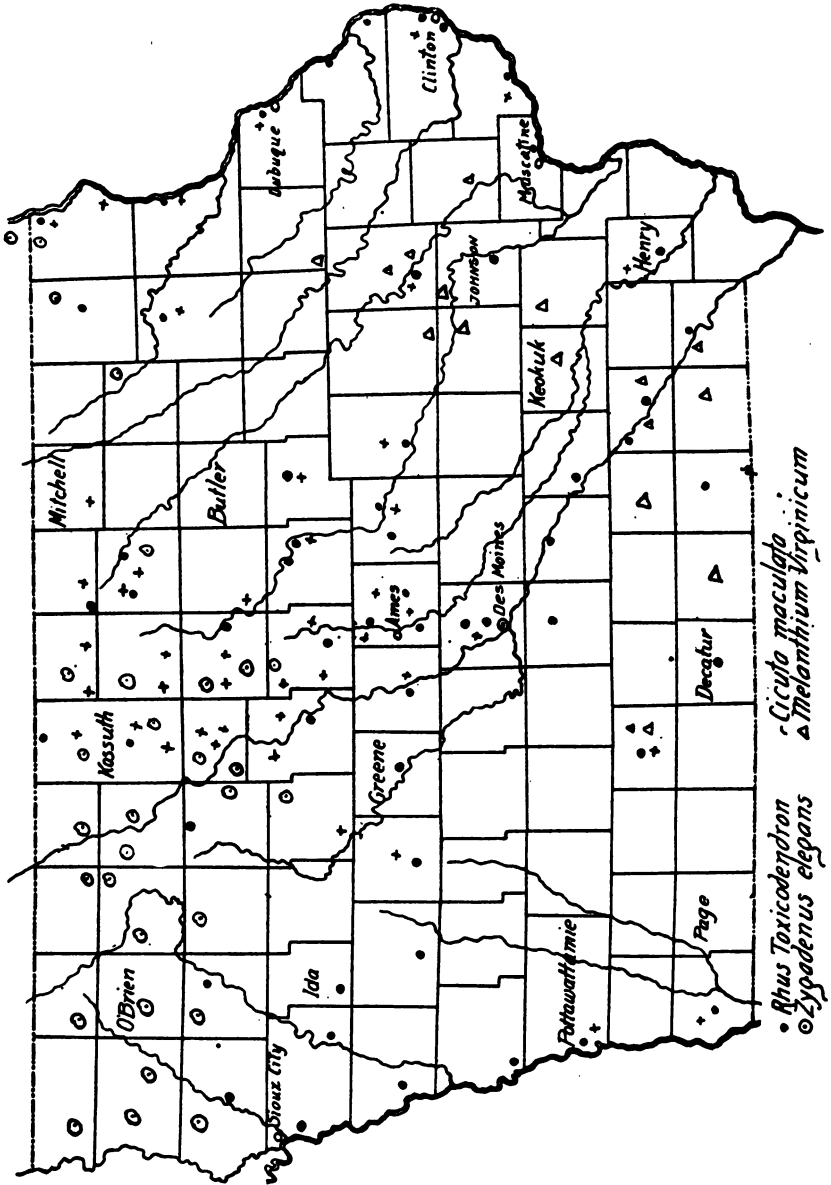 Mitchell
Kossuth
O'Brien
Butler
Dubuque
Sioux City
Ida
Greene
Ames
Clinton
JOHNSON
Des Moines
Muscatine
Keokuk
Pottawattamie
Henry
Decatur
Page
• Rhus Toxicodendron
⊙ Zygadenus elegans
Cicuta maculata
△ Melanthium Virginicum